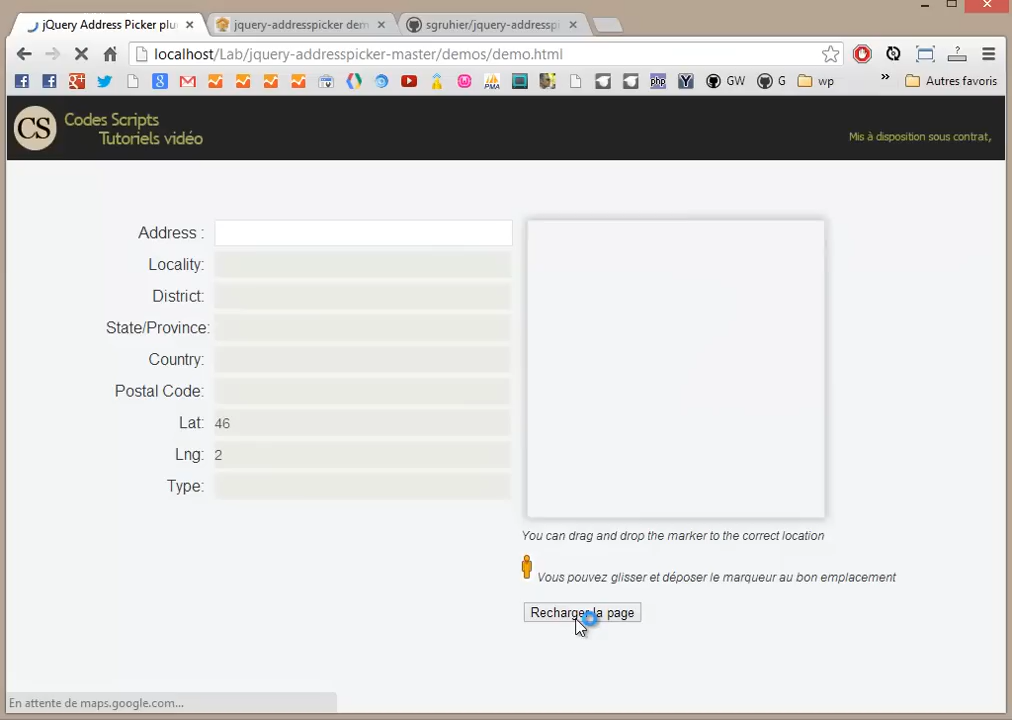 jQuery Address Picker plu
jquery-addresspicker dem
sgruhier/jquery-addresspi
localhost/Lab/jquery-addresspicker-master/demos/demo.html
GW
G
wp
»
Autres favoris
CS
Codes Scripts
Tutoriels vidéo
Mis à disposition sous contrat,
Address :
Locality:
District:
State/Province:
Country:
Postal Code:
Lat: 46
Lng: 2
Type:
You can drag and drop the marker to the correct location
Vous pouvez glisser et déposer le marqueur au bon emplacement
Recharger la page
En attente de maps.google.com...